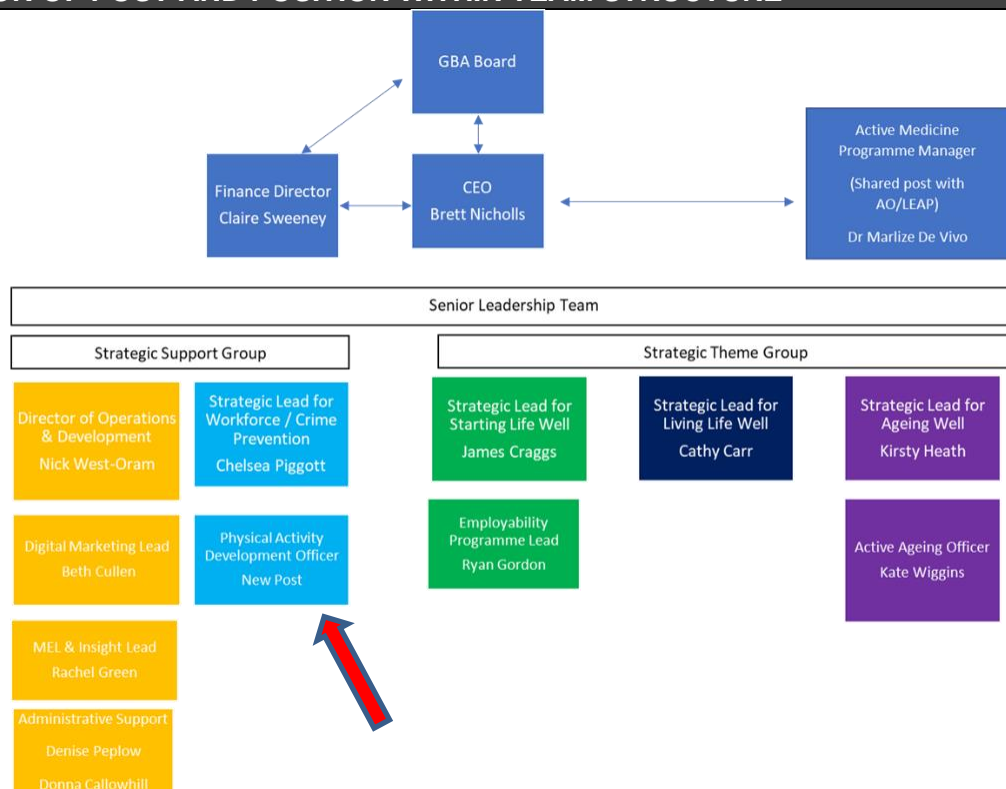 POSITION WITHIN TEAM STRUCTURE
GBA Board
Finance Director
Claire Sweeney
CEO
Brett Nicholls
Active Medicine
Programme Manager
(Shared post with
AO/LEAP)
Dr Marlize De Vivo
Senior Leadership Team
Strategic Support Group
Strategic Theme Group
Director of Operations
& Development
Nick West-Oram
Strategic Lead for
Workforce / Crime
Prevention
Chelsea Piggott
Strategic Lead for
Starting Life Well
James Craggs
Strategic Lead for
Living Life Well
Cathy Carr
Strategic Lead for
Ageing Well
Kirsty Heath
Digital Marketing Lead
Beth Cullen
Physical Activity
Development Officer
New Post
Employability
Programme Lead
Ryan Gordon
Active Ageing Officer
Kate Wiggins
MEL & Insight Lead
Rachel Green
Administrative Support
Denise Peplow
Donna Callowhill